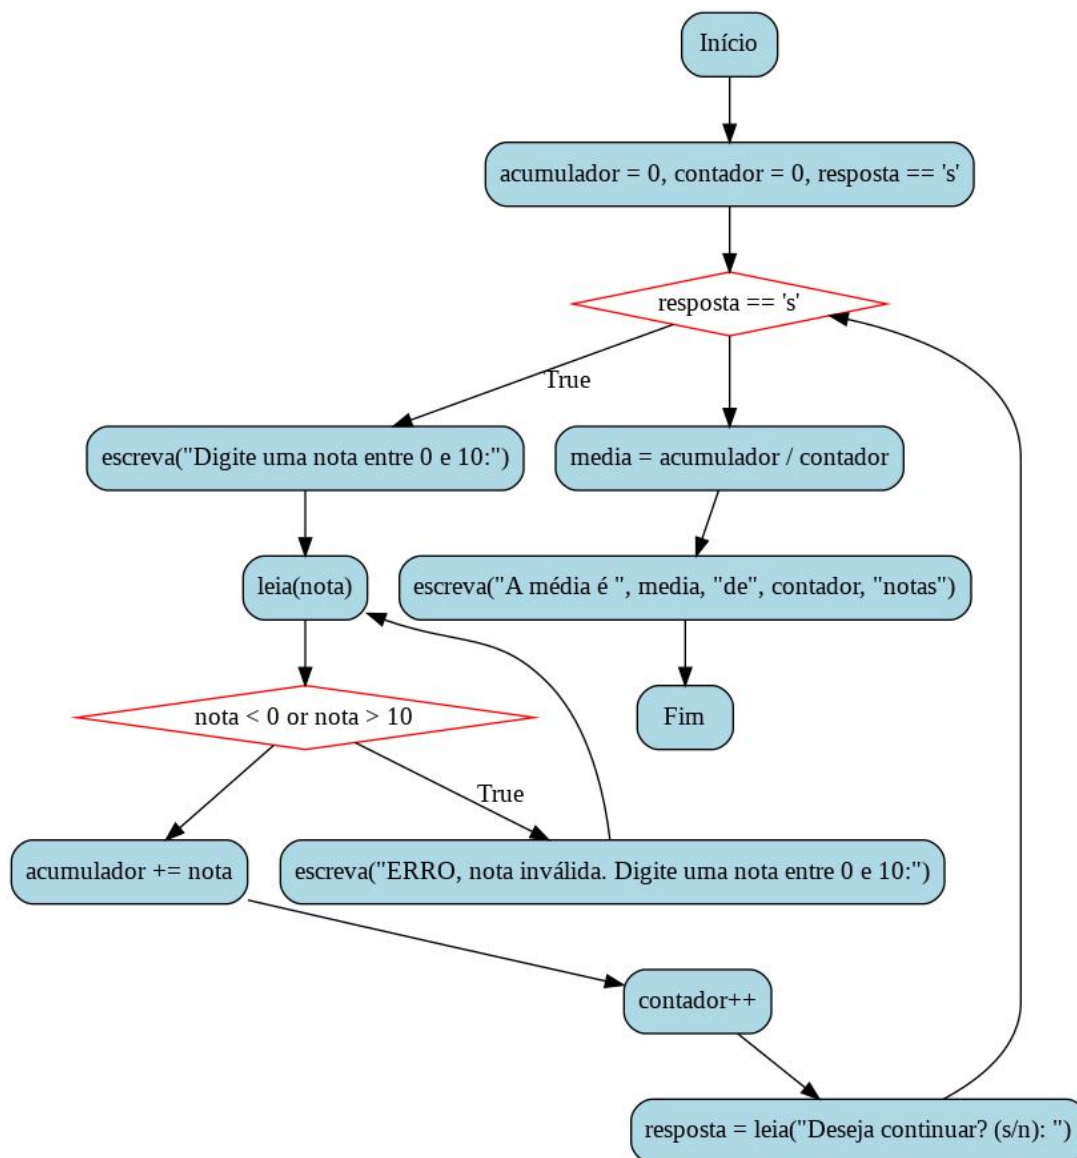 Início
acumulador = 0, contador = 0, resposta == 's'
resposta == 's'
True
escreva("Digite uma nota entre 0 e 10:")
media = acumulador / contador
leia(nota)
escreva("A média é ", media, "de", contador, "notas")
nota < 0 or nota > 10
Fim
True
acumulador += nota
escreva("ERRO, nota inválida. Digite uma nota entre 0 e 10:")
contador++
resposta = leia("Deseja continuar? (s/n): ")